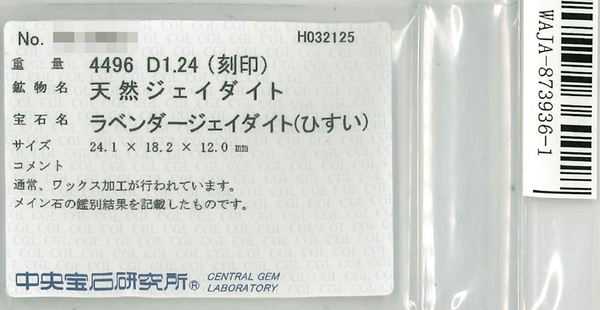 No. H032125
重量 4496 D1.24 (刻印)
鉱物名 天然ジェイダイト
宝石名 ラベンダージェイダイト(ひすい)
サイズ 24.1 × 18.2 × 12.0 mm
コメント
通常、ワックス加工が行われています。
メイン石の鑑別結果を記載したものです。
中央宝石研究所® CENTRAL GEM
LABORATORY
WAJA-873936-1